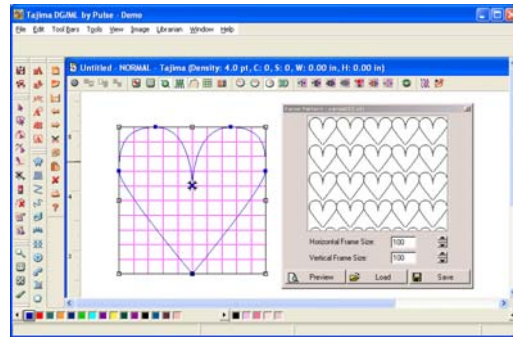 Tajima DG/ML by Pulse - Demo
File Edit Tool Bars Tools View Image Librarian Window Help
Untitled - NORMAL - Tajima (Density: 4.0 pt, C: 0, S: 0, W: 0.00 in, H: 0.00 in)
Horizontal Frame Size: 100
Vertical Frame Size: 100
Preview Load Save